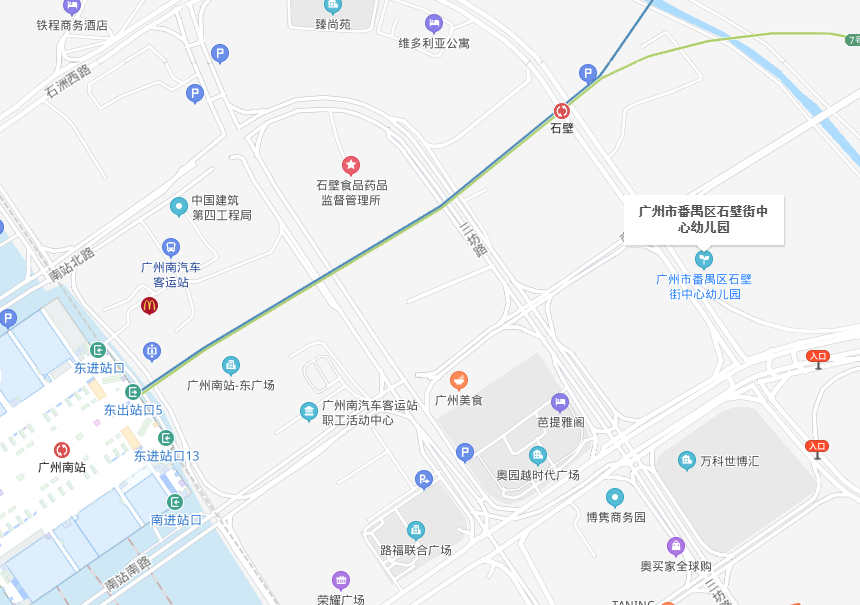 铁程商务酒店
臻尚苑
维多利亚公寓
7号
石洲西路
P
P
P
石壁
石壁食品药品
监督管理所
中国建筑
第四工程局
三坊路
广州市番禺区石壁街中
心幼儿园
广州市番禺区石壁
街中心幼儿园
南站北路
广州南汽车
客运站
P
东进站口
广州南站-东广场
入口
东出站口5
广州南汽车客运站
职工活动中心
广州美食
芭提雅阁
东进站口13
P
入口
广州南站
奥园越时代广场
万科世博汇
P
南进站口
博隽商务园
路福联合广场
奥买家全球购
南站南路
荣耀广场
三坊
TANING